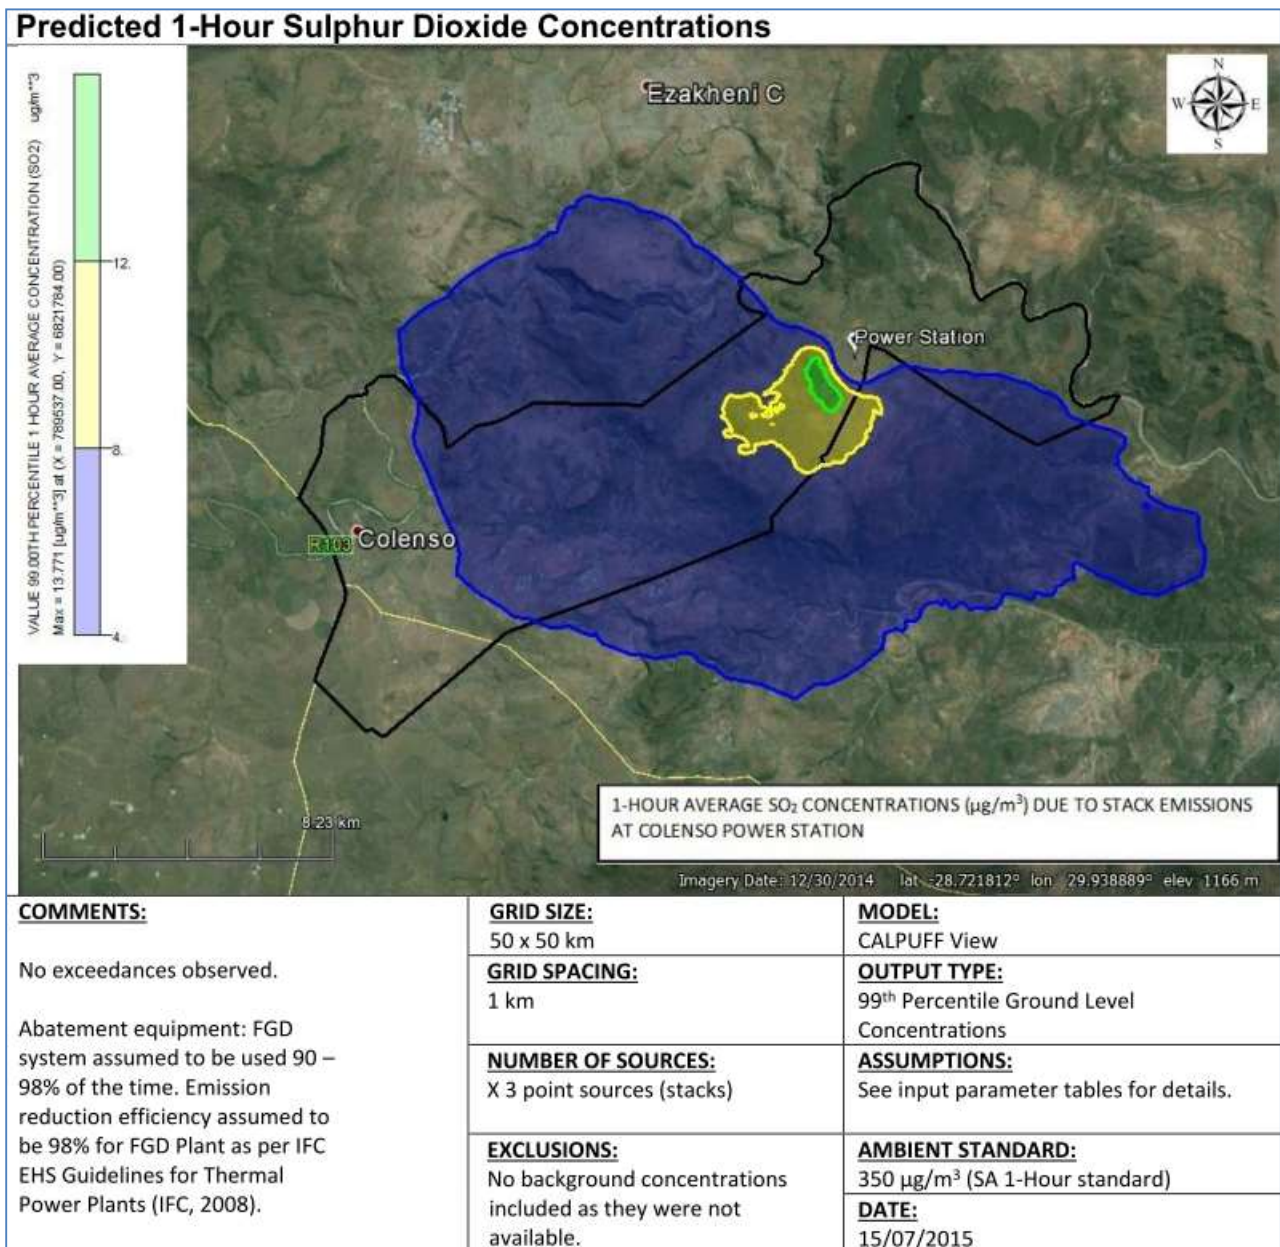 Predicted 1-Hour Sulphur Dioxide Concentrations
VALUE 99.00TH PERCENTILE 1 HOUR AVERAGE CONCENTRATION (SO2) ug/m**3
Max = 13.771 [ug/m**3] at (X = 789537.00, Y = 6821784.00)
12.
8.
4.
Ezakheni C
N
W
E
S
Power Station
R103
Colenso
8.23 km
1-HOUR AVERAGE SO₂ CONCENTRATIONS (µg/m³) DUE TO STACK EMISSIONS
AT COLENSO POWER STATION
Imagery Date: 12/30/2014 lat -28.721812° lon 29.938889° elev 1166 m
COMMENTS:
No exceedances observed.
Abatement equipment: FGD
system assumed to be used 90 –
98% of the time. Emission
reduction efficiency assumed to
be 98% for FGD Plant as per IFC
EHS Guidelines for Thermal
Power Plants (IFC, 2008).
GRID SIZE:
50 x 50 km
GRID SPACING:
1 km
NUMBER OF SOURCES:
X 3 point sources (stacks)
EXCLUSIONS:
No background concentrations
included as they were not
available.
MODEL:
CALPUFF View
OUTPUT TYPE:
99th Percentile Ground Level
Concentrations
ASSUMPTIONS:
See input parameter tables for details.
AMBIENT STANDARD:
350 µg/m³ (SA 1-Hour standard)
DATE:
15/07/2015